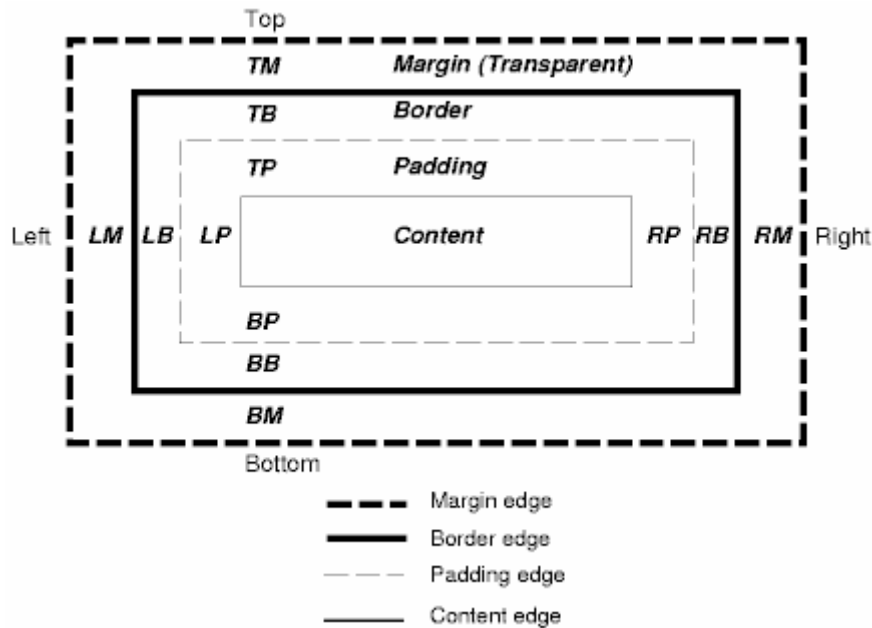 Top
TM Margin (Transparent)
TB Border
TP Padding
Left LM LB LP Content RP RB RM Right
BP
BB
BM
Bottom
Margin edge
Border edge
Padding edge
Content edge